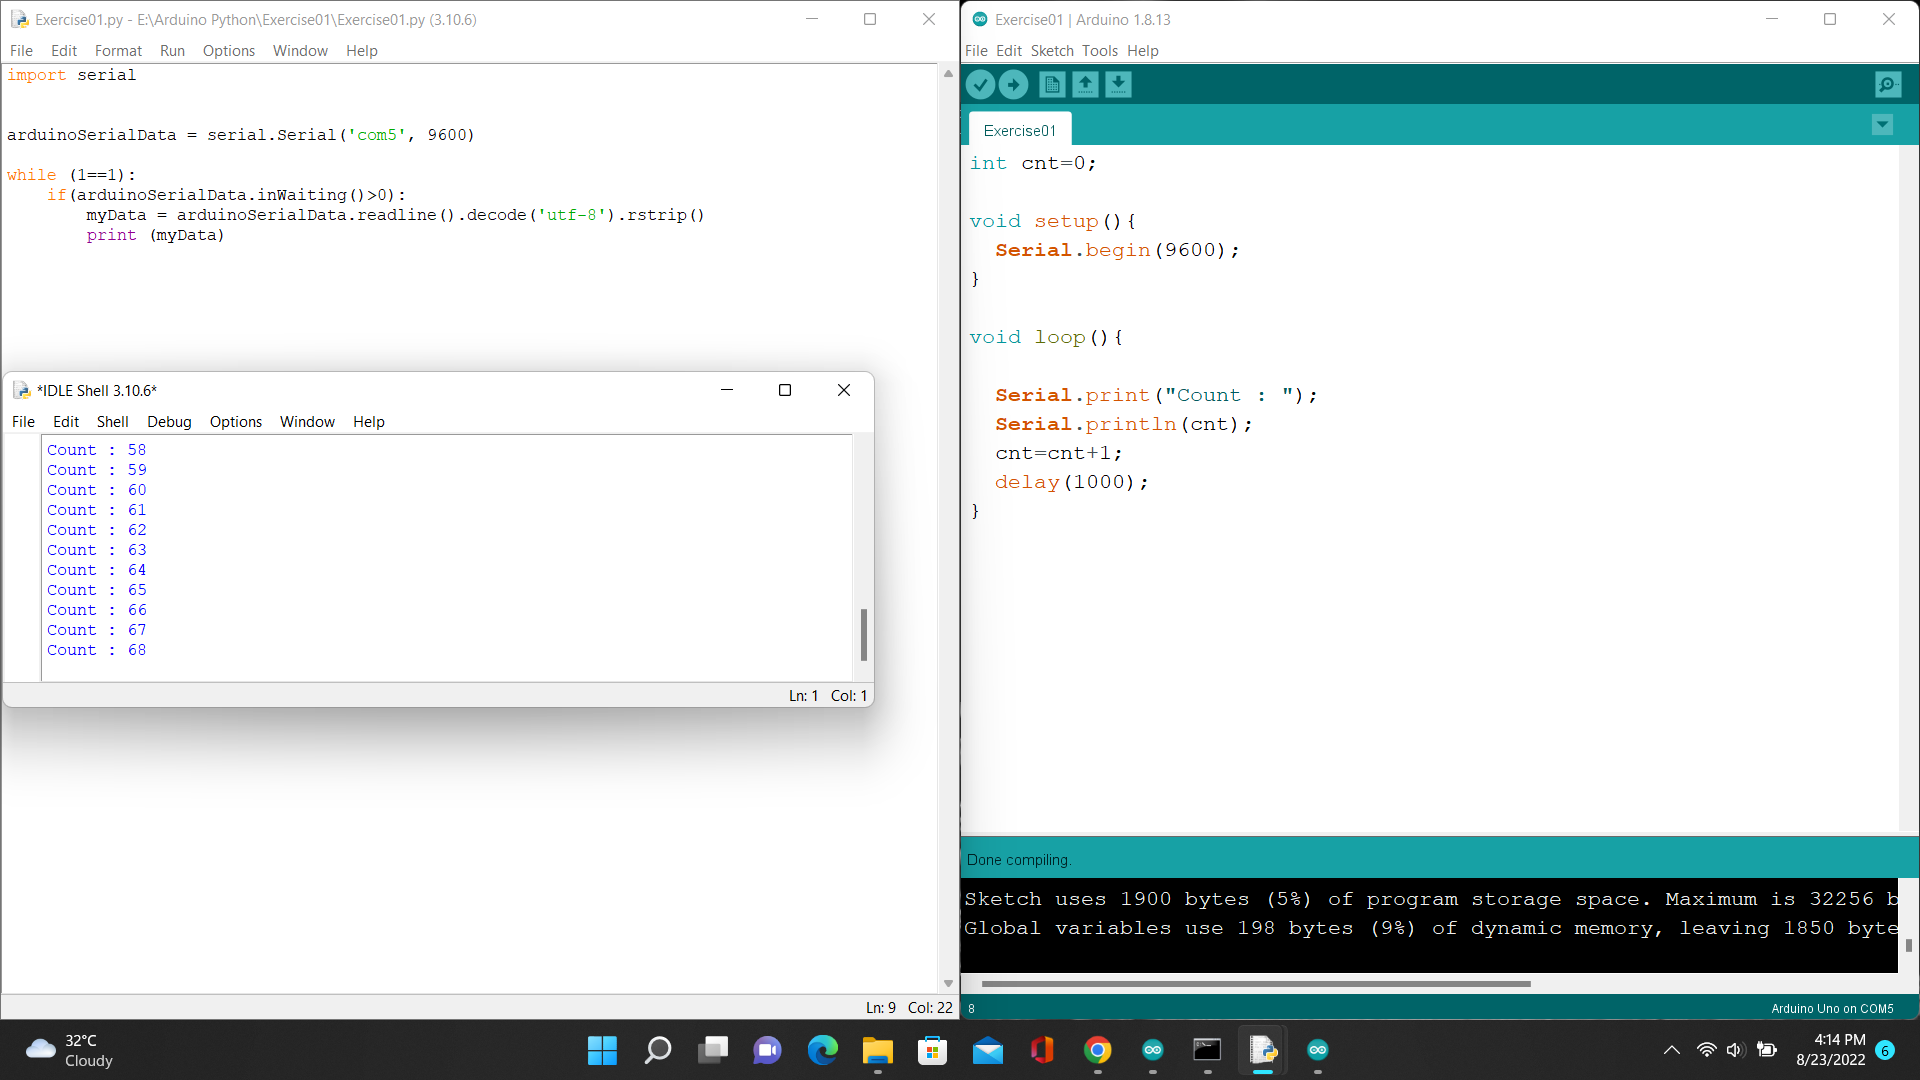 Exercise01.py - E:\Arduino Python\Exercise01\Exercise01.py (3.10.6)
File Edit Format Run Options Window Help
import serial
arduinoSerialData = serial.Serial('com5', 9600)
while (1==1):
    if(arduinoSerialData.inWaiting()>0):
        myData = arduinoSerialData.readline().decode('utf-8').rstrip()
        print (myData)
*IDLE Shell 3.10.6*
File Edit Shell Debug Options Window Help
Count : 58
Count : 59
Count : 60
Count : 61
Count : 62
Count : 63
Count : 64
Count : 65
Count : 66
Count : 67
Count : 68
Ln: 1 Col: 1
Ln: 9 Col: 22
Exercise01 | Arduino 1.8.13
File Edit Sketch Tools Help
Exercise01
int cnt=0;
void setup(){
  Serial.begin(9600);
}
void loop(){
  Serial.print("Count : ");
  Serial.println(cnt);
  cnt=cnt+1;
  delay(1000);
}
Done compiling.
Sketch uses 1900 bytes (5%) of program storage space. Maximum is 32256 b
Global variables use 198 bytes (9%) of dynamic memory, leaving 1850 byte
8 Arduino Uno on COM5
32°C
Cloudy
4:14 PM
8/23/2022
6